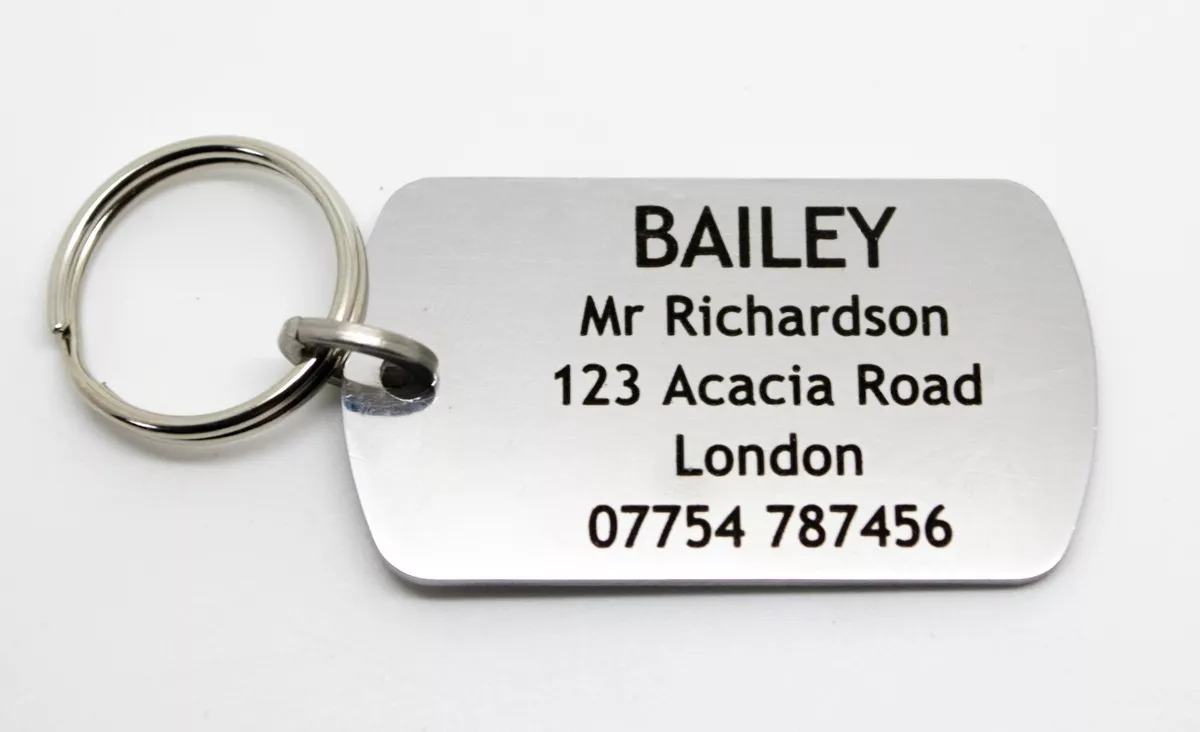 BAILEY
Mr Richardson
123 Acacia Road
London
07754 787456